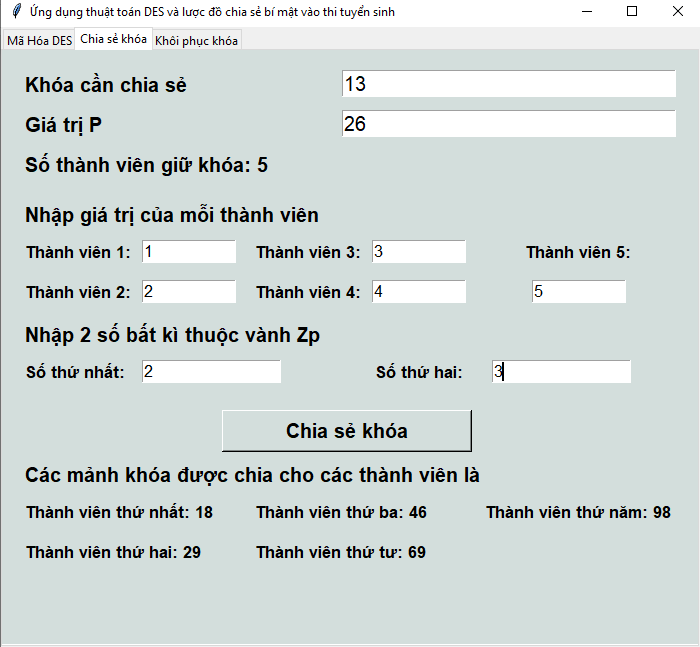 Ứng dụng thuật toán DES và lược đồ chia sẻ bí mật vào thi tuyển sinh
Mã Hóa DES Chia sẻ khóa Khôi phục khóa
Khóa cần chia sẻ 13
Giá trị P 26
Số thành viên giữ khóa: 5
Nhập giá trị của mỗi thành viên
Thành viên 1: 1 Thành viên 3: 3 Thành viên 5:
Thành viên 2: 2 Thành viên 4: 4 5
Nhập 2 số bất kì thuộc vành Zp
Số thứ nhất: 2 Số thứ hai: 3
Chia sẻ khóa
Các mảnh khóa được chia cho các thành viên là
Thành viên thứ nhất: 18 Thành viên thứ ba: 46 Thành viên thứ năm: 98
Thành viên thứ hai: 29 Thành viên thứ tư: 69